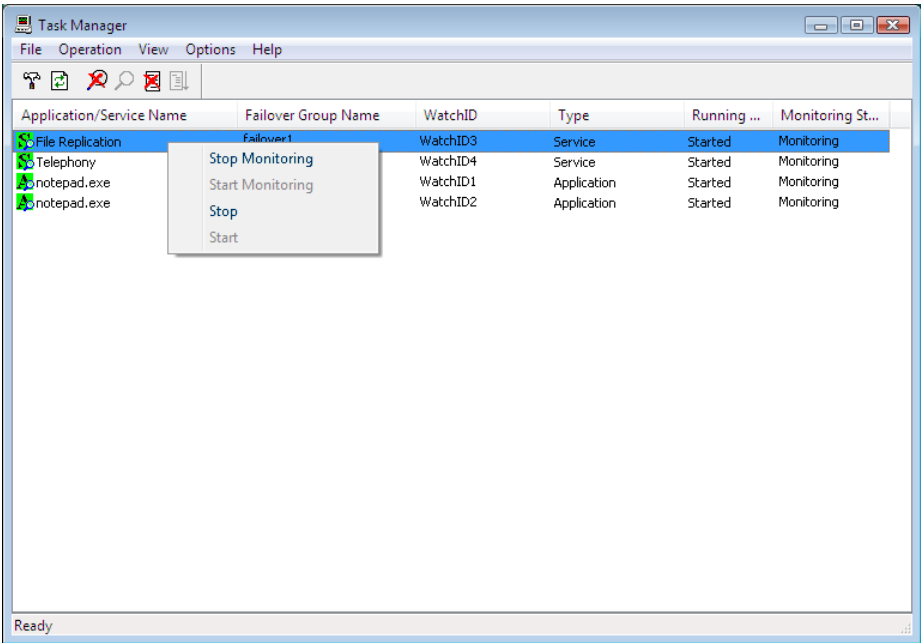 Task Manager
File Operation View Options Help
Application/Service Name Failover Group Name WatchID Type Running ... Monitoring St...
File Replication failover1 WatchID3 Service Started Monitoring
Telephony WatchID4 Service Started Monitoring
notepad.exe WatchID1 Application Started Monitoring
notepad.exe WatchID2 Application Started Monitoring
Stop Monitoring
Start Monitoring
Stop
Start
Ready